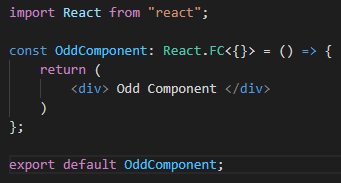 import React from "react";
const OddComponent: React.FC<{}> = () => {
return (
<div> Odd Component </div>
)
};
export default OddComponent;